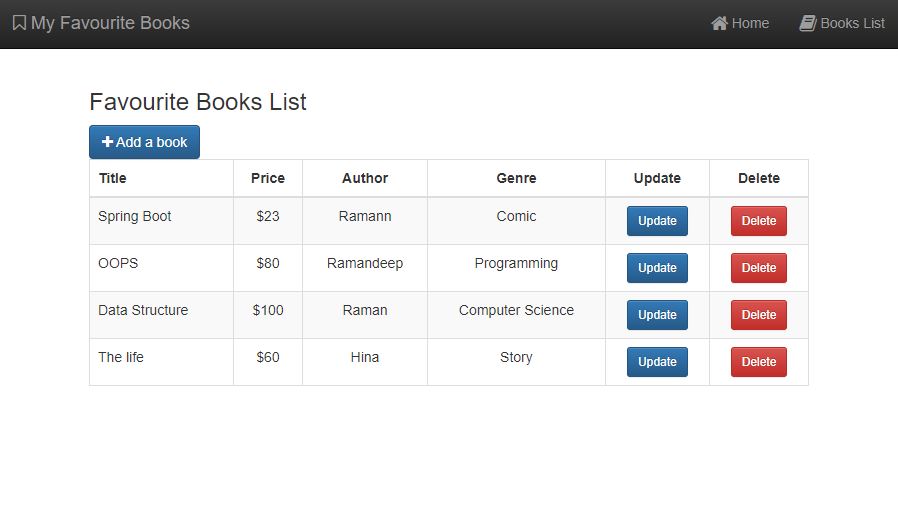 My Favourite Books Home Books List
Favourite Books List
Add a book
Title Price Author Genre Update Delete
Spring Boot $23 Ramann Comic Update Delete
OOPS $80 Ramandeep Programming Update Delete
Data Structure $100 Raman Computer Science Update Delete
The life $60 Hina Story Update Delete